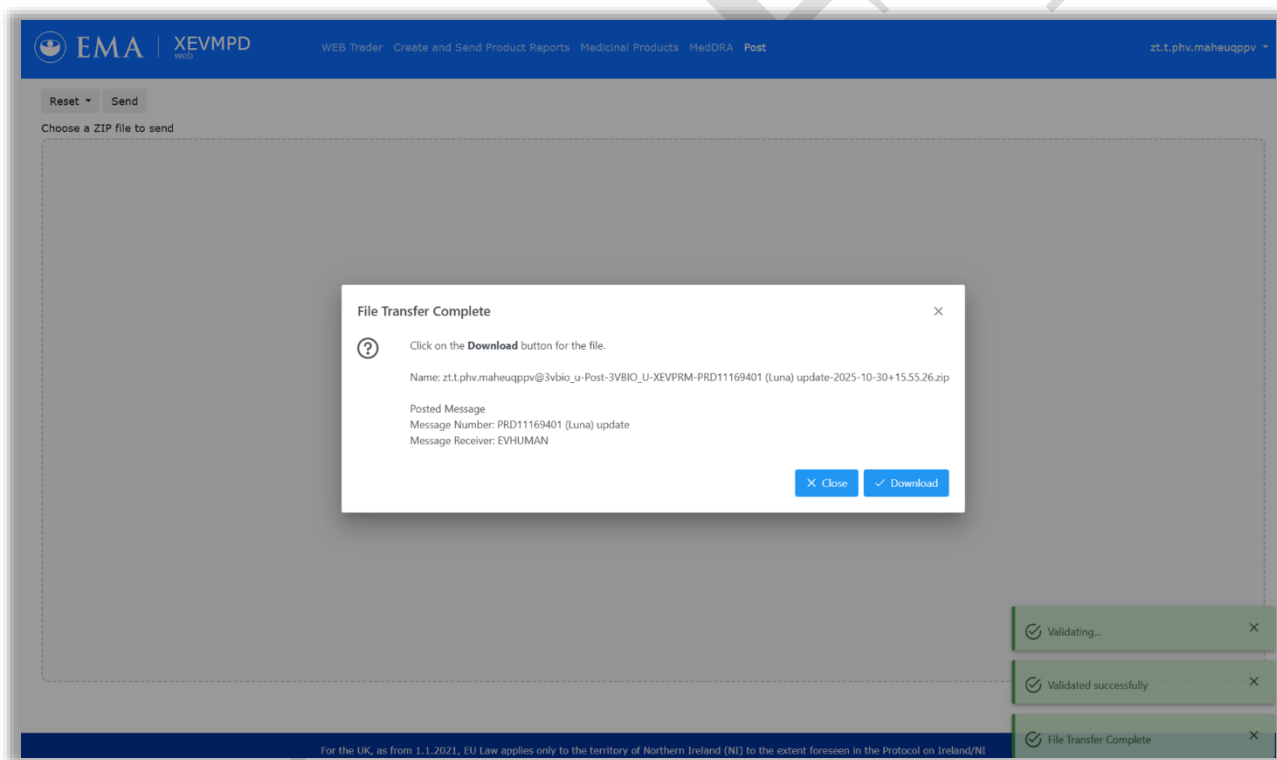 EMA | XEVMPD
web
WEB Trader Create and Send Product Reports Medicinal Products MedDRA Post
zt.t.phv.maheuqppv
Reset Send
Choose a ZIP file to send
File Transfer Complete
Click on the Download button for the file.
Name: zt.t.phv.maheuqppv@3vbio_u-Post-3VBIO_U-XEVPRM-PRD11169401 (Luna) update-2025-10-30+15.55.26.zip
Posted Message
Message Number: PRD11169401 (Luna) update
Message Receiver: EVHUMAN
Close Download
Validating...
Validated successfully
File Transfer Complete
For the UK, as from 1.1.2021, EU Law applies only to the territory of Northern Ireland (NI) to the extent foreseen in the Protocol on Ireland/NI